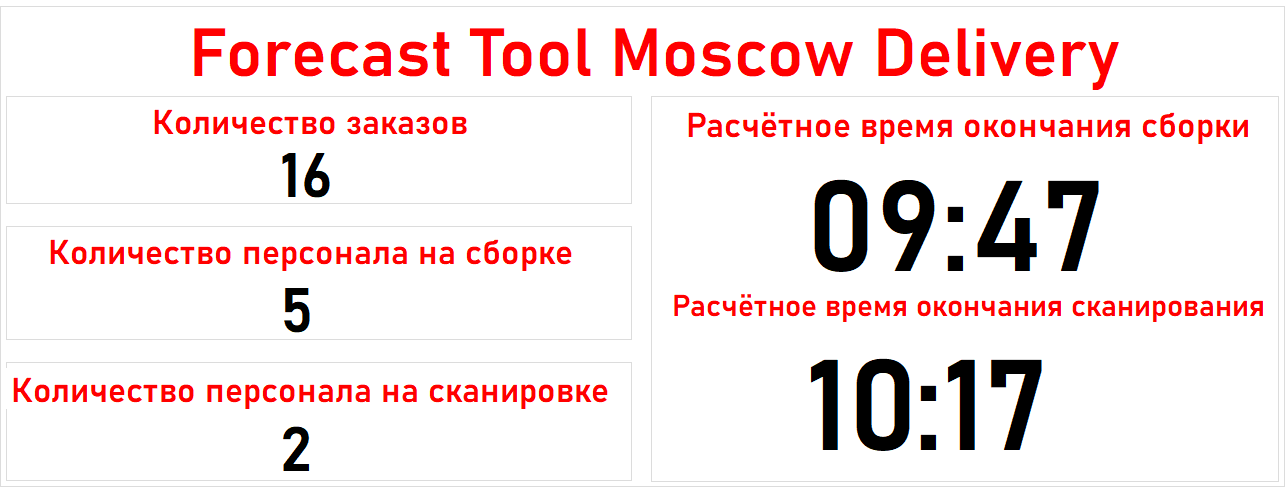 Forecast Tool Moscow Delivery
Количество заказов
16
Количество персонала на сборке
5
Количество персонала на сканировке
2
Расчётное время окончания сборки
09:47
Расчётное время окончания сканирования
10:17